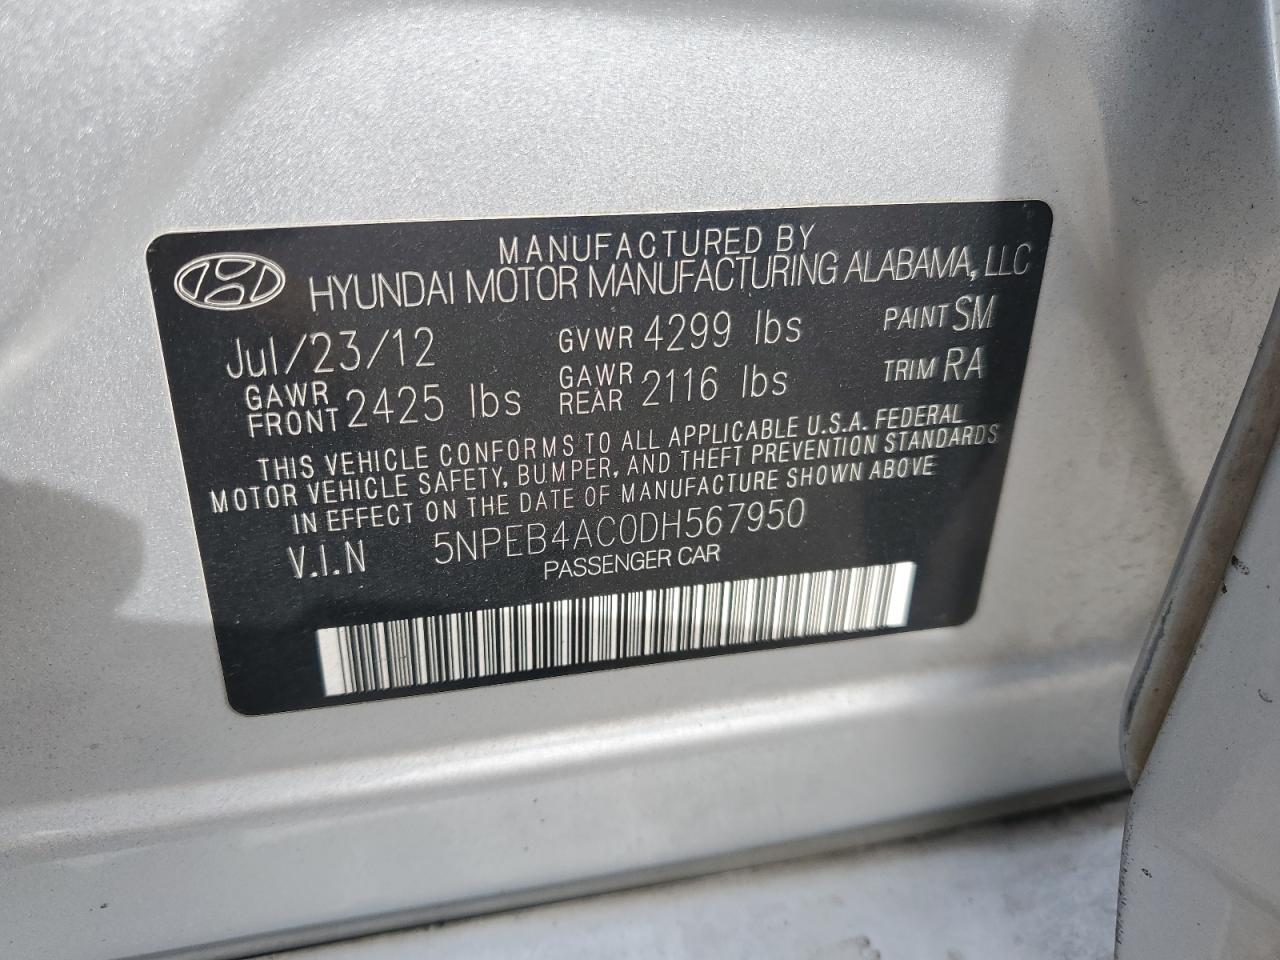 MANUFACTURED BY
HYUNDAI MOTOR MANUFACTURING ALABAMA, LLC
Jul/23/12 GVWR 4299 lbs PAINT SM
GAWR FRONT 2425 lbs GAWR REAR 2116 lbs TRIM RA
THIS VEHICLE CONFORMS TO ALL APPLICABLE U.S.A. FEDERAL
MOTOR VEHICLE SAFETY, BUMPER, AND THEFT PREVENTION STANDARDS
IN EFFECT ON THE DATE OF MANUFACTURE SHOWN ABOVE
V.I.N 5NPEB4AC0DH567950
PASSENGER CAR